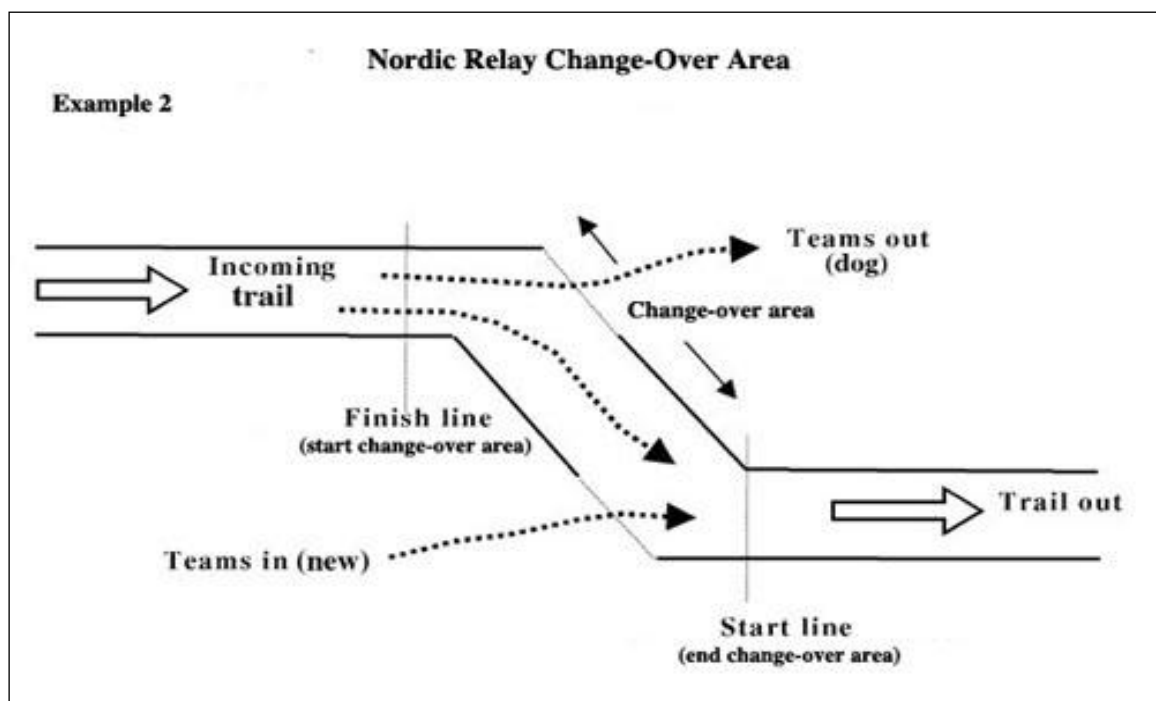 Nordic Relay Change-Over Area
Example 2
Teams out
(dog)
Incoming
trail
Change-over area
Finish line
(start change-over area)
Trail out
Teams in (new)
Start line
(end change-over area)